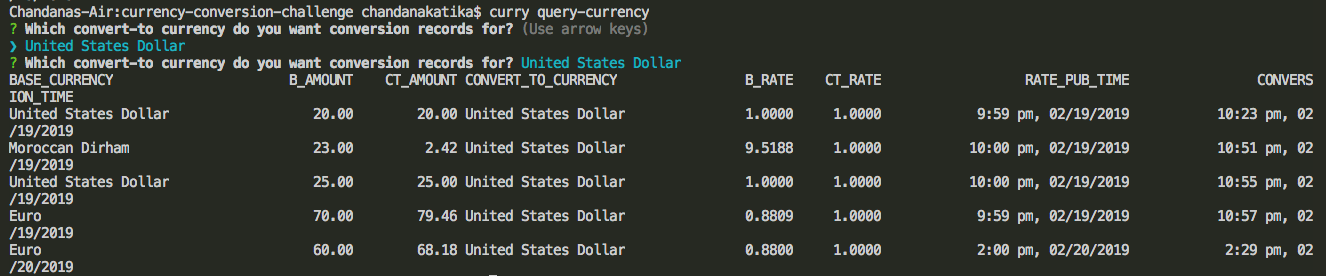 Chandanas-Air:currency-conversion-challenge chandanakatika$ curry query-currency
? Which convert-to currency do you want conversion records for? (Use arrow keys)
❯ United States Dollar
? Which convert-to currency do you want conversion records for? United States Dollar
BASE_CURRENCY B_AMOUNT CT_AMOUNT CONVERT_TO_CURRENCY B_RATE CT_RATE RATE_PUB_TIME CONVERS
ION_TIME
United States Dollar 20.00 20.00 United States Dollar 1.0000 1.0000 9:59 pm, 02/19/2019 10:23 pm, 02
/19/2019
Moroccan Dirham 23.00 2.42 United States Dollar 9.5188 1.0000 10:00 pm, 02/19/2019 10:51 pm, 02
/19/2019
United States Dollar 25.00 25.00 United States Dollar 1.0000 1.0000 10:00 pm, 02/19/2019 10:55 pm, 02
/19/2019
Euro 70.00 79.46 United States Dollar 0.8809 1.0000 9:59 pm, 02/19/2019 10:57 pm, 02
/19/2019
Euro 60.00 68.18 United States Dollar 0.8800 1.0000 2:00 pm, 02/20/2019 2:29 pm, 02
/20/2019